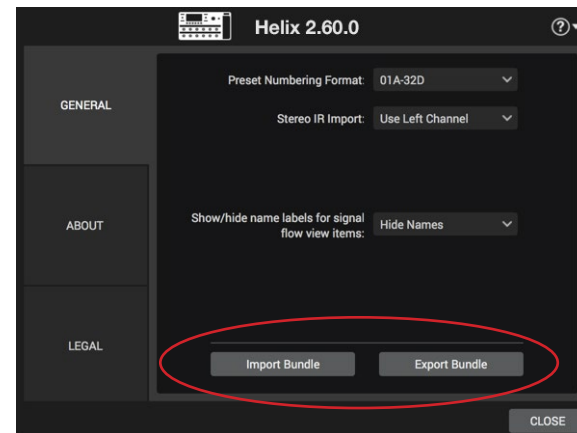 Helix 2.60.0
?
GENERAL
Preset Numbering Format: 01A-32D
Stereo IR Import: Use Left Channel
ABOUT
Show/hide name labels for signal
flow view items: Hide Names
LEGAL
Import Bundle Export Bundle
CLOSE